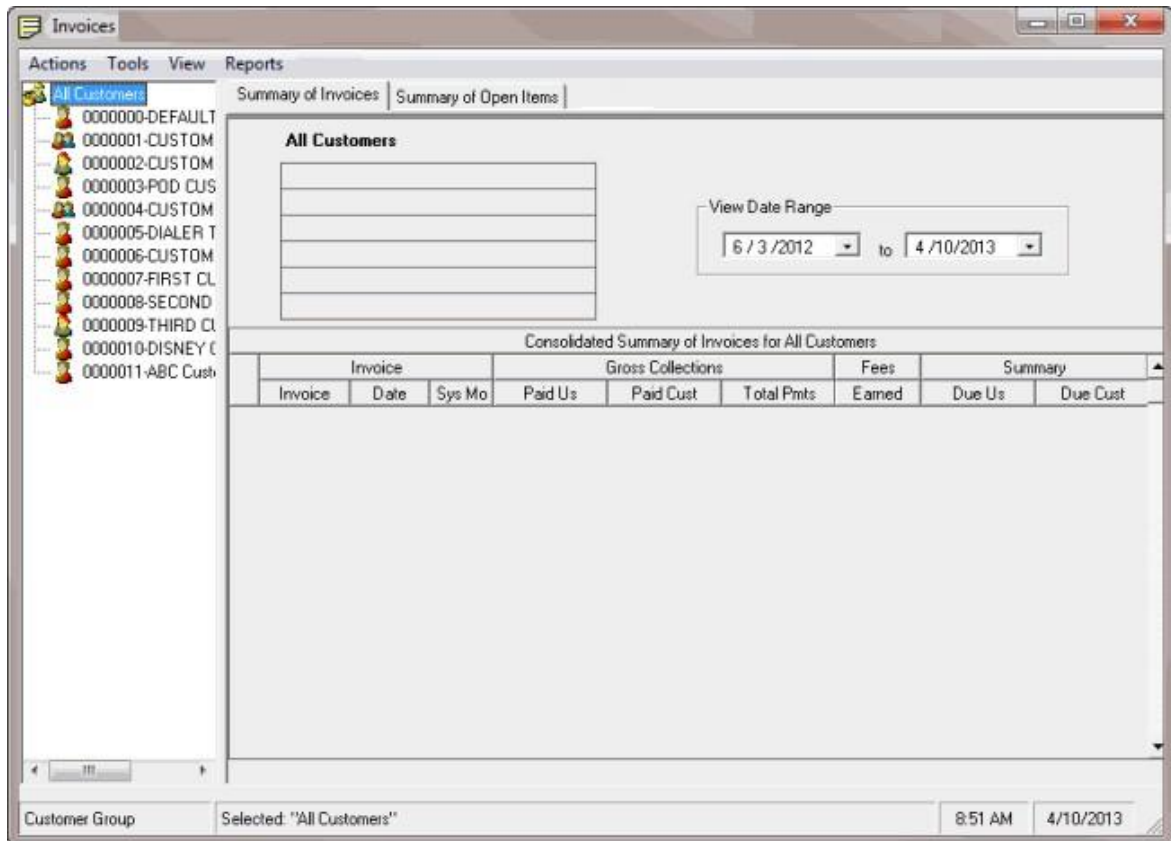 Invoices
Actions Tools View Reports
All Customers
0000000-DEFAULT
0000001-CUSTOM
0000002-CUSTOM
0000003-POD CUS
0000004-CUSTOM
0000005-DIALER T
0000006-CUSTOM
0000007-FIRST CL
0000008-SECOND
0000009-THIRD CU
0000010-DISNEY
0000011-ABC Cust
Summary of Invoices Summary of Open Items
All Customers
View Date Range
6 / 3 /2012 to 4 /10/2013
Consolidated Summary of Invoices for All Customers
Invoice Gross Collections Fees Summary
Invoice Date Sys Mo Paid Us Paid Cust Total Pmts Earned Due Us Due Cust
Customer Group Selected: "All Customers" 8:51 AM 4/10/2013